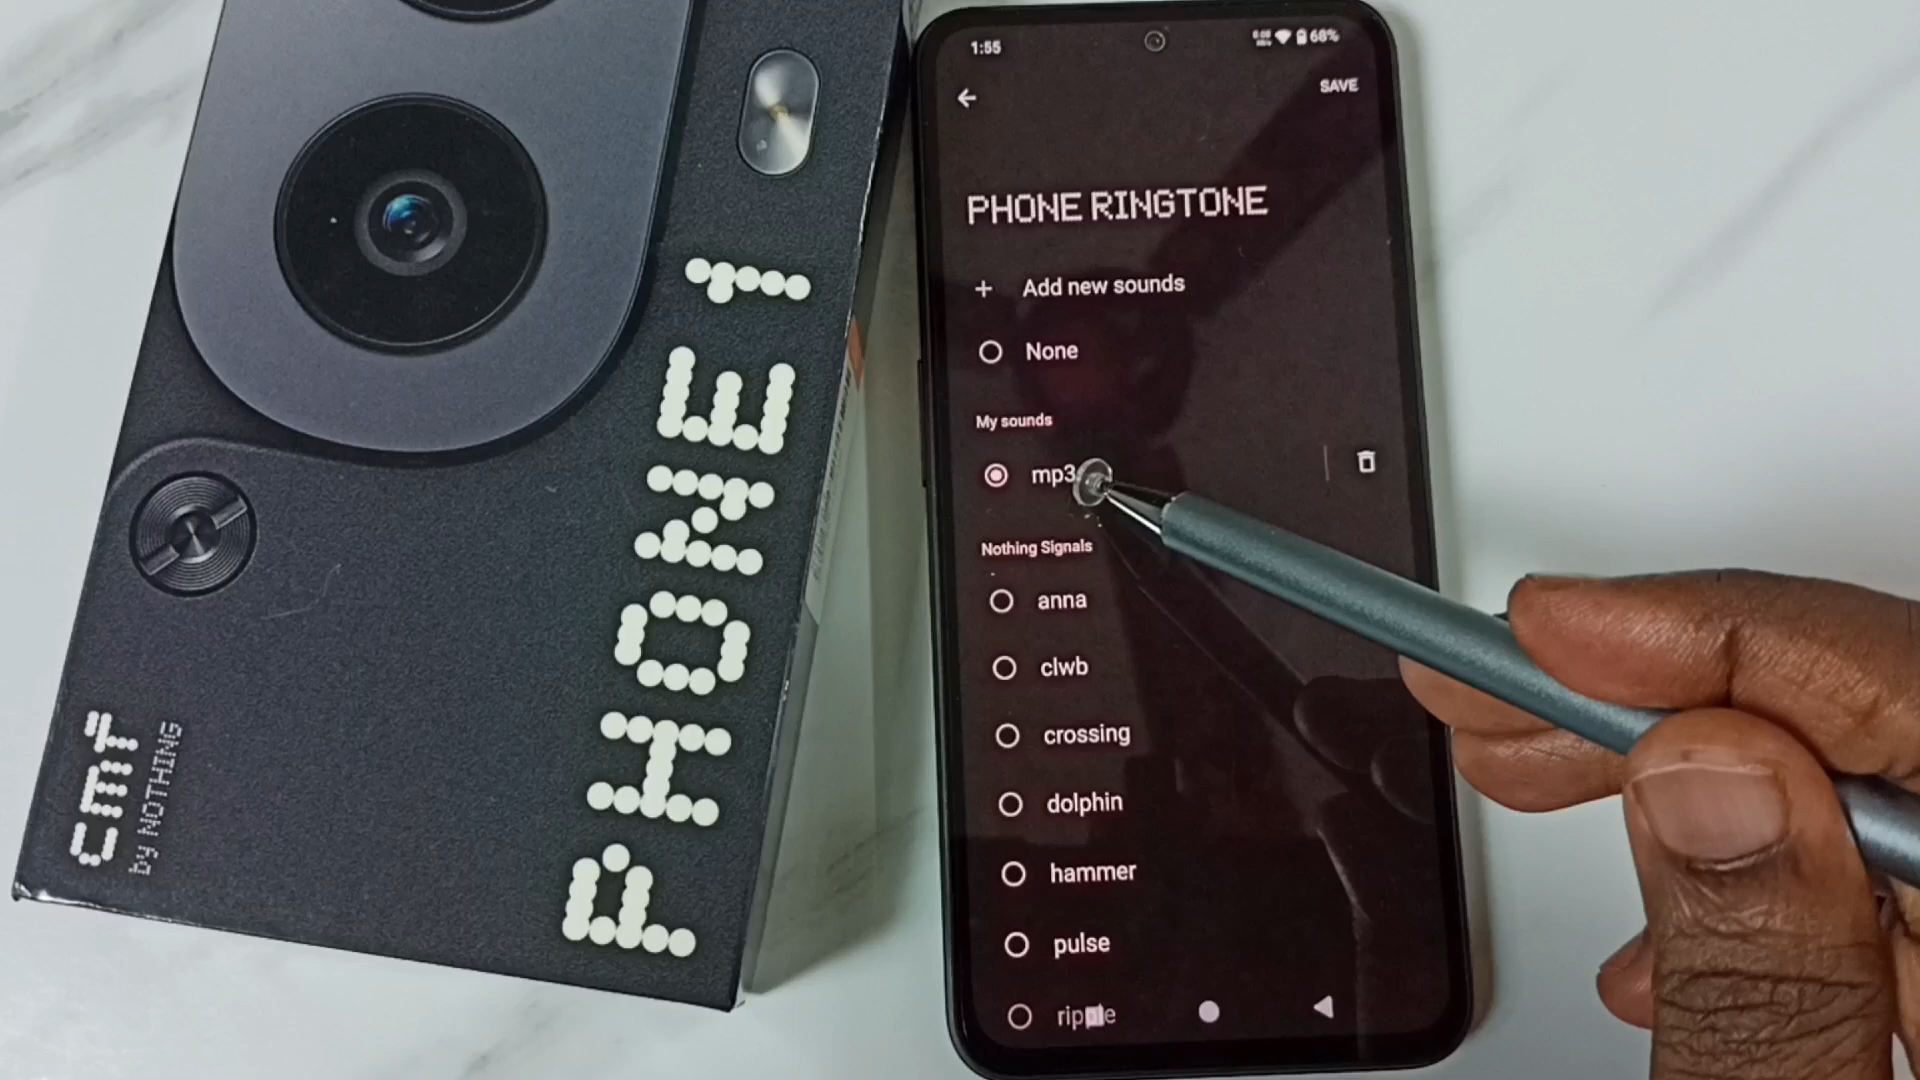 PHONE 1
cmf
by NOTHING
1:55
68%
SAVE
PHONE RINGTONE
+ Add new sounds
None
My sounds
mp3
Nothing Signals
anna
clwb
crossing
dolphin
hammer
pulse
ripple